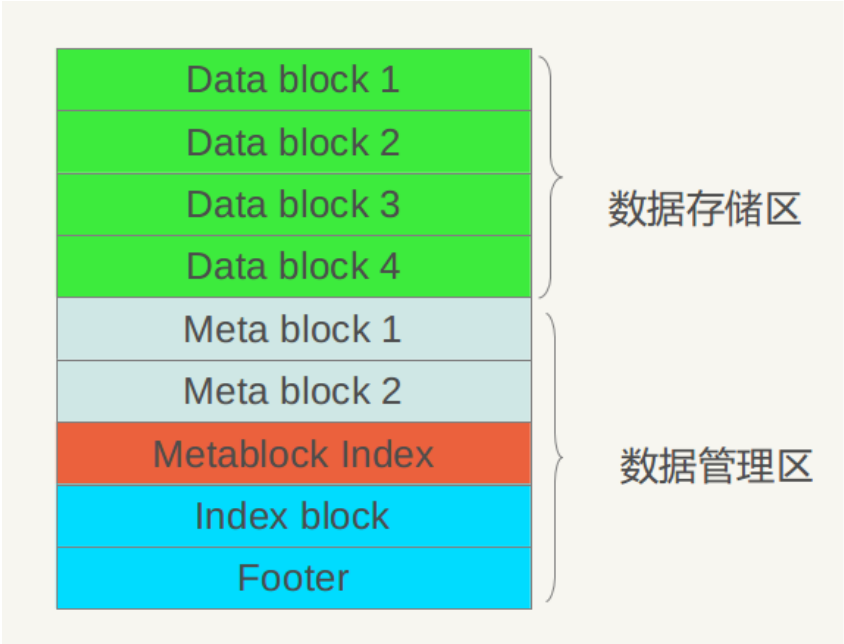 Data block 1
Data block 2
Data block 3
Data block 4
数据存储区
Meta block 1
Meta block 2
Metablock Index
Index block
Footer
数据管理区